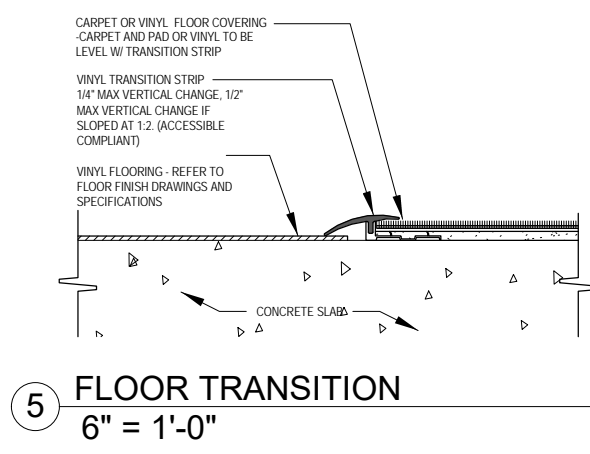 CARPET OR VINYL FLOOR COVERING
-CARPET AND PAD OR VINYL TO BE
LEVEL W/ TRANSITION STRIP
VINYL TRANSITION STRIP
1/4" MAX VERTICAL CHANGE, 1/2"
MAX VERTICAL CHANGE IF
SLOPED AT 1:2. (ACCESSIBLE
COMPLIANT)
VINYL FLOORING - REFER TO
FLOOR FINISH DRAWINGS AND
SPECIFICATIONS
CONCRETE SLAB
5
FLOOR TRANSITION
6" = 1'-0"